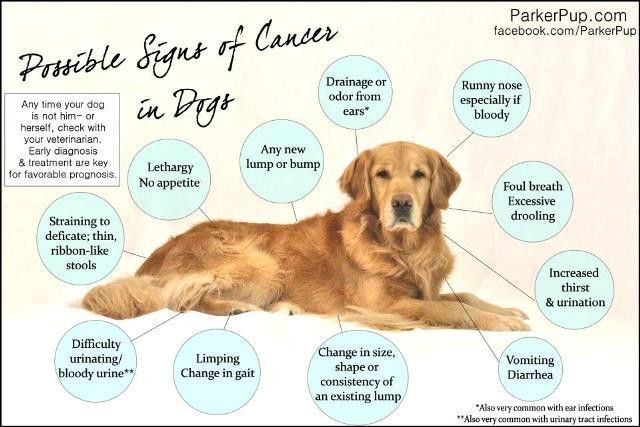 ParkerPup.com
facebook.com/ParkerPup
Possible Signs of Cancer
in Dogs
Any time your dog
is not him- or
herself, check with
your veterinarian.
Early diagnosis
& treatment are key
for favorable prognosis.
Drainage or
odor from
ears*
Runny nose
especially if
bloody
Any new
lump or bump
Lethargy
No appetite
Foul breath
Excessive
drooling
Straining to
deficate; thin,
ribbon-like
stools
Increased
thirst
& urination
Difficulty
urinating/
bloody urine**
Limping
Change in gait
Change in size,
shape or
consistency of
an existing lump
Vomiting
Diarrhea
*Also very common with ear infections
**Also very common with urinary tract infections